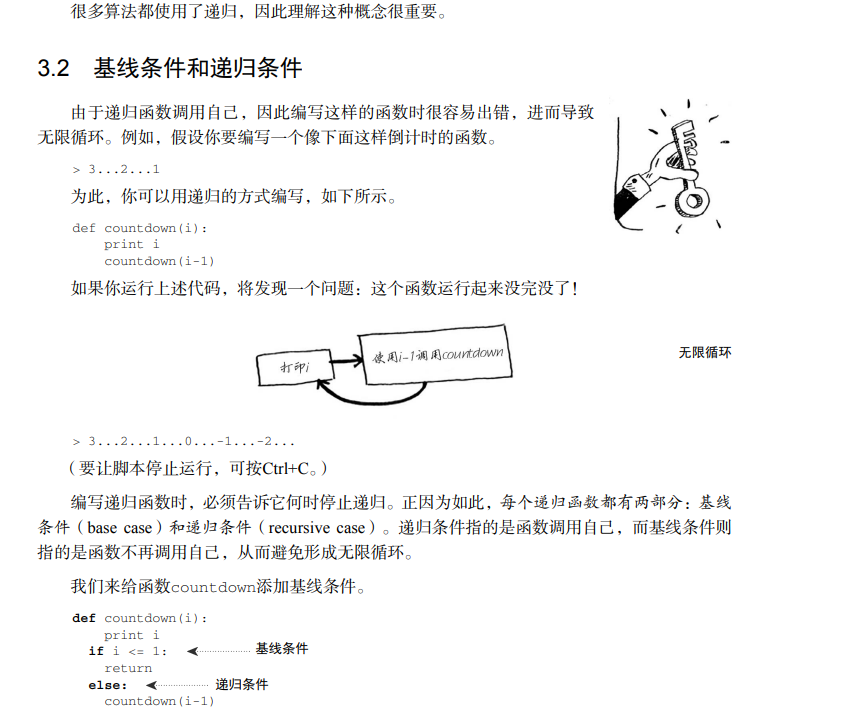 很多算法都使用了递归，因此理解这种概念很重要。
3.2 基线条件和递归条件
由于递归函数调用自己，因此编写这样的函数时很容易出错，进而导致
无限循环。例如，假设你要编写一个像下面这样倒计时的函数。
> 3...2...1
为此，你可以用递归的方式编写，如下所示。
def countdown(i):
    print i
    countdown(i-1)
如果你运行上述代码，将发现一个问题：这个函数运行起来没完没了！
打印i
使用i-1调用countdown
无限循环
> 3...2...1...0...-1...-2...
（要让脚本停止运行，可按Ctrl+C。）
编写递归函数时，必须告诉它何时停止递归。正因为如此，每个递归函数都有两部分：基线
条件（base case）和递归条件（recursive case）。递归条件指的是函数调用自己，而基线条件则
指的是函数不再调用自己，从而避免形成无限循环。
我们来给函数countdown添加基线条件。
def countdown(i):
    print i
  if i <= 1: 基线条件
    return
  else: 递归条件
    countdown(i-1)